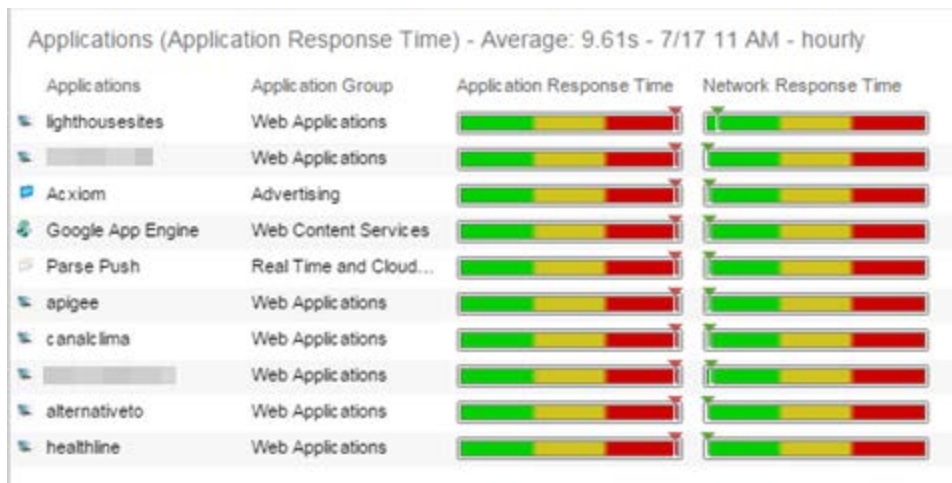 Applications (Application Response Time) - Average: 9.61s - 7/17 11 AM - hourly
Applications Application Group Application Response Time Network Response Time
lighthousesites Web Applications
Web Applications
Acxiom Advertising
Google App Engine Web Content Services
Parse Push Real Time and Cloud...
apigee Web Applications
canalclima Web Applications
Web Applications
alternativeto Web Applications
healthline Web Applications